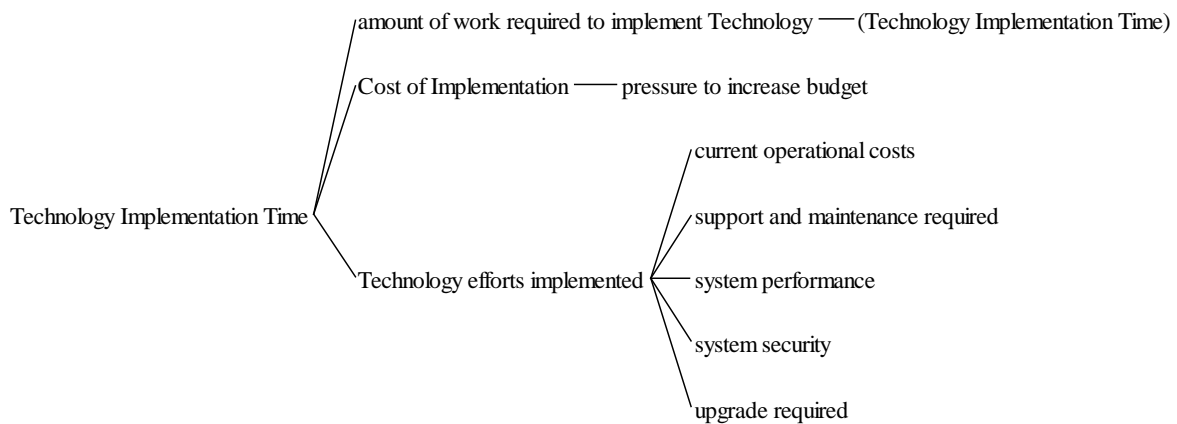 amount of work required to implement Technology
(Technology Implementation Time)
Cost of Implementation
pressure to increase budget
current operational costs
Technology Implementation Time
support and maintenance required
Technology efforts implemented
system performance
system security
upgrade required